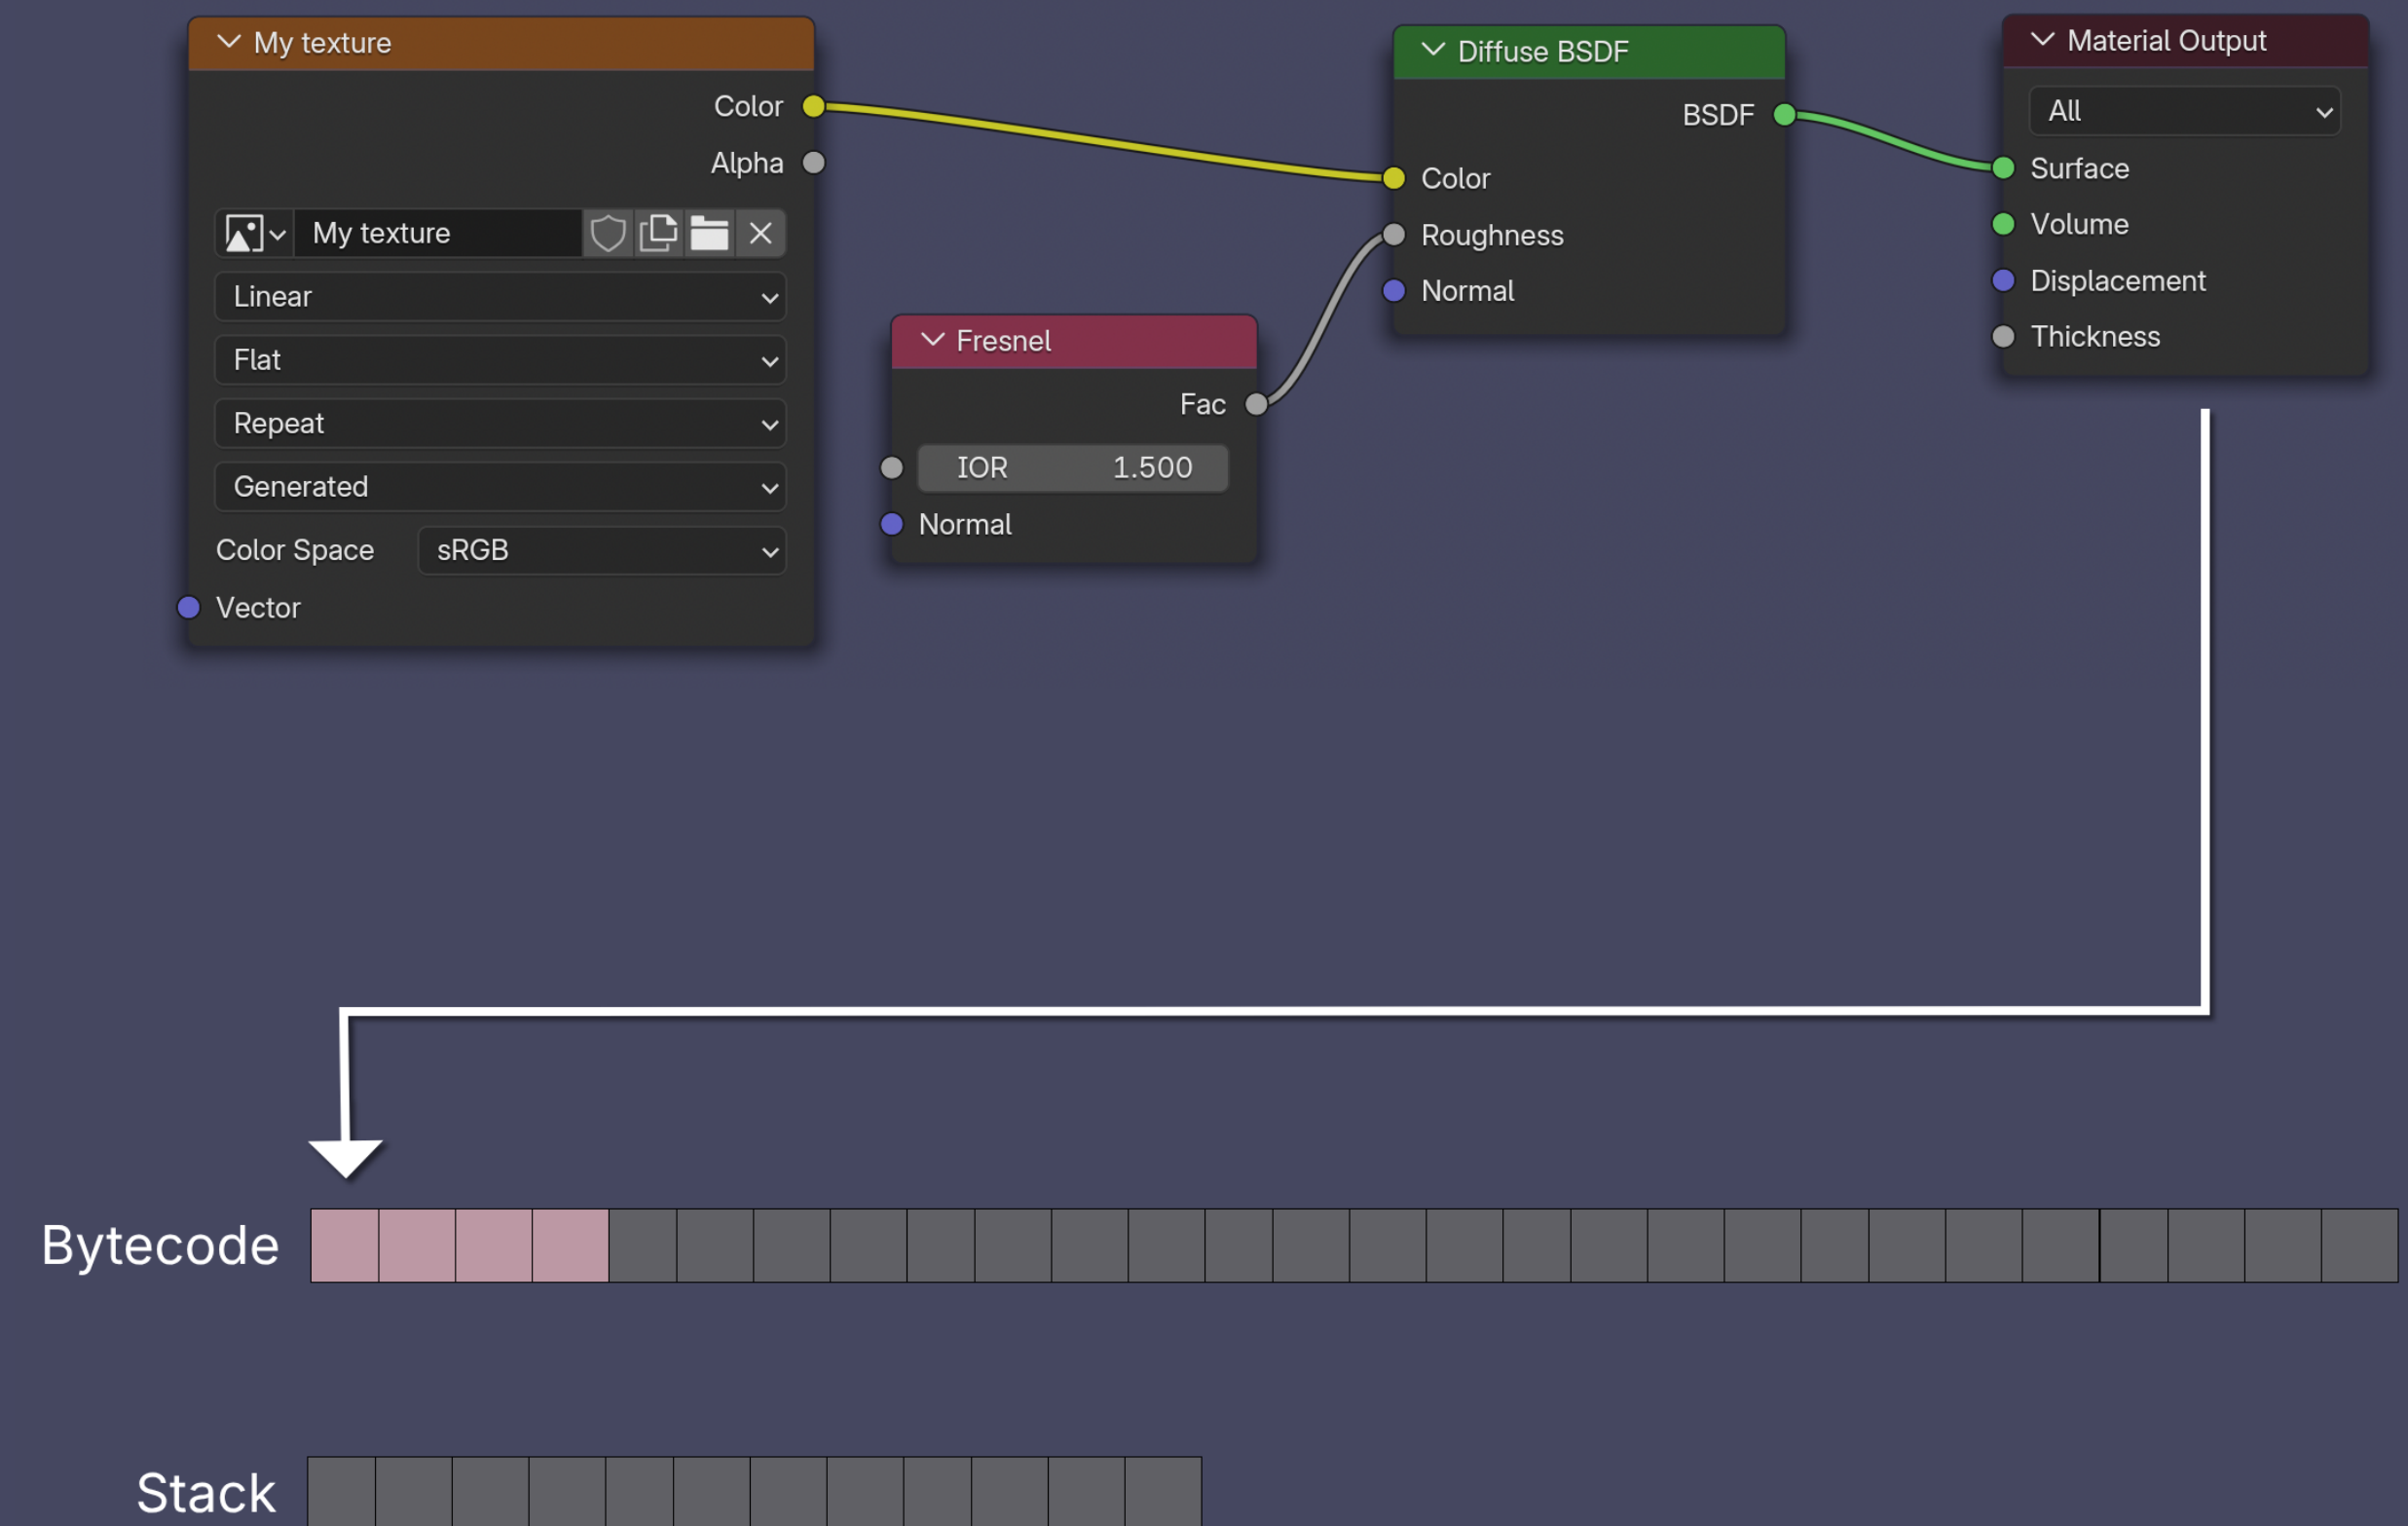 My texture
Color
Alpha
My texture
Linear
Flat
Repeat
Generated
Color Space sRGB
Vector
Fresnel
Fac
IOR 1.500
Normal
Diffuse BSDF
BSDF
Color
Roughness
Normal
Material Output
All
Surface
Volume
Displacement
Thickness
Bytecode
Stack